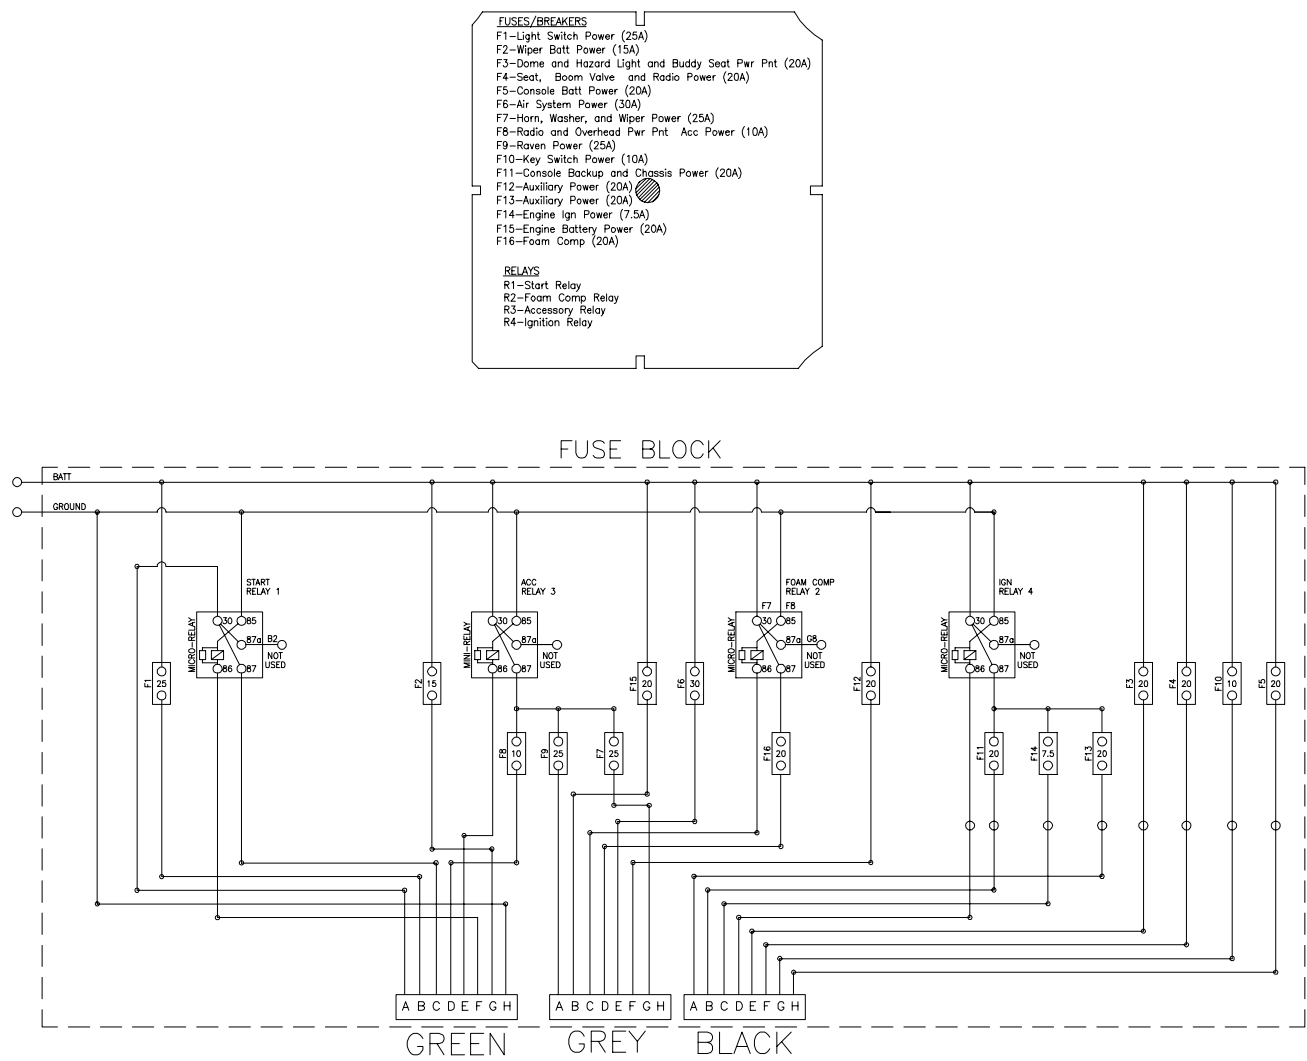 FUSES/BREAKERS
F1-Light Switch Power (25A)
F2-Wiper Batt Power (15A)
F3-Dome and Hazard Light and Buddy Seat Pwr Pnt (20A)
F4-Seat, Boom Valve and Radio Power (20A)
F5-Console Batt Power (20A)
F6-Air System Power (30A)
F7-Horn, Washer, and Wiper Power (25A)
F8-Radio and Overhead Pwr Pnt Acc Power (10A)
F9-Raven Power (25A)
F10-Key Switch Power (10A)
F11-Console Backup and Chassis Power (20A)
F12-Auxiliary Power (20A)
F13-Auxiliary Power (20A)
F14-Engine Ign Power (7.5A)
F15-Engine Battery Power (20A)
F16-Foam Comp (20A)
RELAYS
R1-Start Relay
R2-Foam Comp Relay
R3-Accessory Relay
R4-Ignition Relay
FUSE BLOCK
BATT
GROUND
START
RELAY 1
MICRO-RELAY
30
85
87a
B2
NOT
USED
86
87
ACC
RELAY 3
MINI-RELAY
30
85
87a
NOT
USED
86
87
FOAM COMP
RELAY 2
F7
F8
MICRO-RELAY
30
85
87a
G8
NOT
USED
86
87
IGN
RELAY 4
MICRO-RELAY
30
85
87a
NOT
USED
86
87
F1
25
F2
15
F15
20
F6
30
F12
20
F3
20
F4
20
F10
10
F5
20
F8
10
F9
25
F7
25
F16
20
F11
20
F14
7.5
F13
20
A B C D E F G H
A B C D E F G H
A B C D E F G H
GREEN
GREY
BLACK